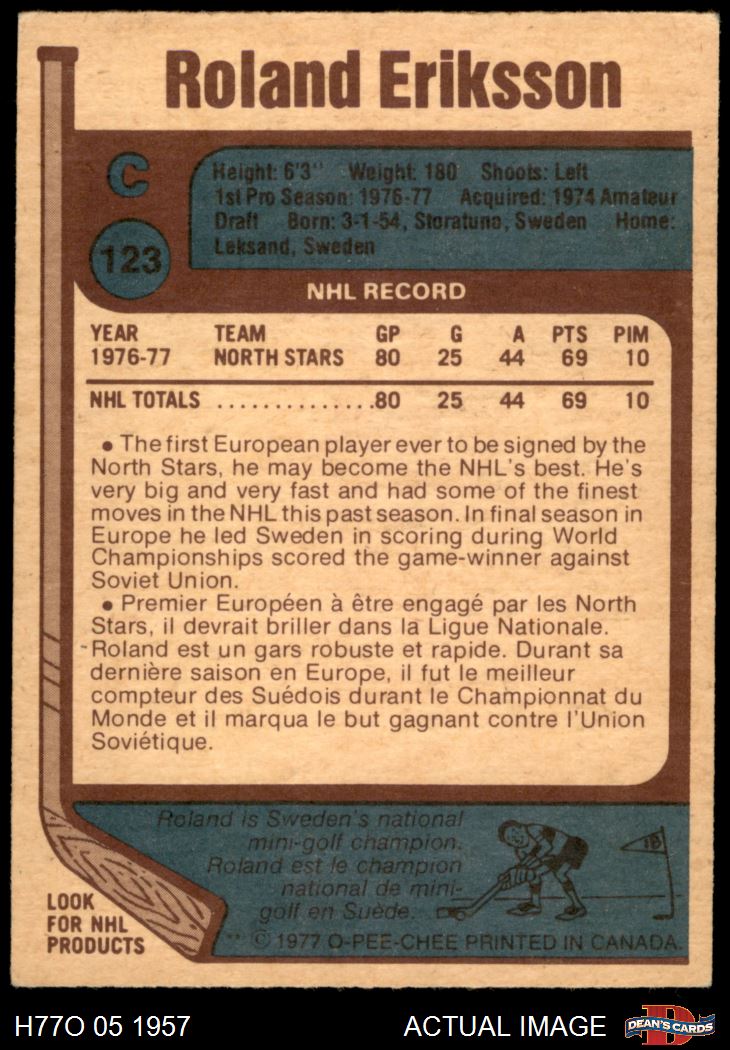 Roland Eriksson
C
Height: 6'3" Weight: 180 Shoots: Left
1st Pro Season: 1976-77 Acquired: 1974 Amateur
Draft Born: 3-1-54, Storatuna, Sweden Home:
Leksand, Sweden
123
NHL RECORD
YEAR TEAM GP G A PTS PIM
1976-77 NORTH STARS 80 25 44 69 10
NHL TOTALS ..............80 25 44 69 10
• The first European player ever to be signed by the
North Stars, he may become the NHL's best. He's
very big and very fast and had some of the finest
moves in the NHL this past season. In final season in
Europe he led Sweden in scoring during World
Championships scored the game-winner against
Soviet Union.
• Premier Européen à être engagé par les North
Stars, il devrait briller dans la Ligue Nationale.
Roland est un gars robuste et rapide. Durant sa
dernière saison en Europe, il fut le meilleur
compteur des Suédois durant le Championnat du
Monde et il marqua le but gagnant contre l'Union
Soviétique.
Roland is Sweden's national
mini-golf champion.
Roland est le champion
national de mini-
golf en Suède.
18
LOOK
FOR NHL
PRODUCTS
** © 1977 O-PEE-CHEE PRINTED IN CANADA.
H77O 05 1957 ACTUAL IMAGE
D
DEAN'S CARDS